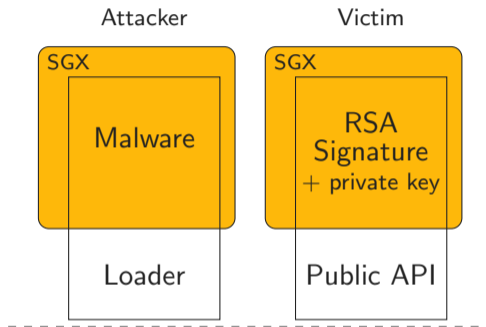 Attacker
Victim
SGX
SGX
Malware
RSA
Signature
+ private key
Loader
Public API